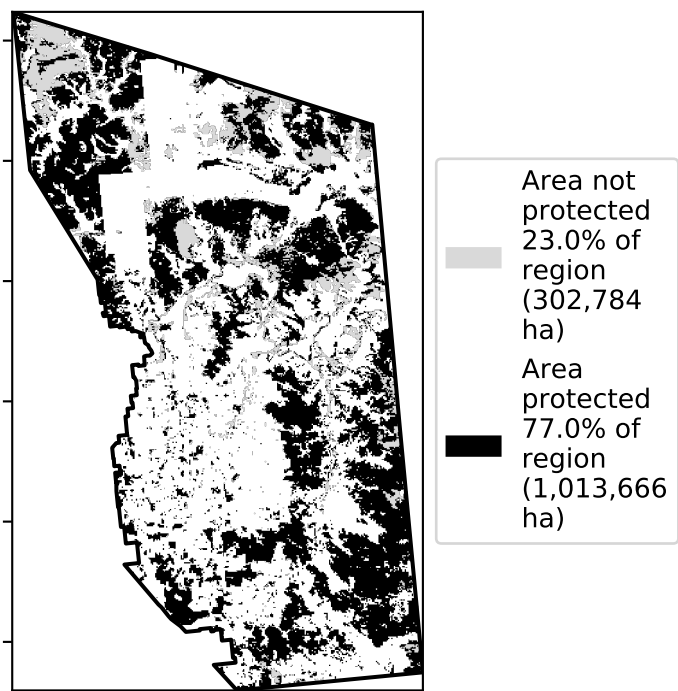 Area not
protected
23.0% of
region
(302,784
ha)
Area
protected
77.0% of
region
(1,013,666
ha)